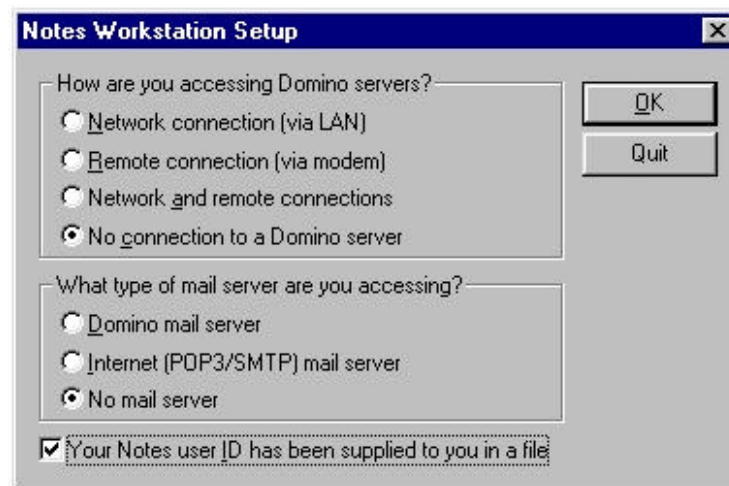 Notes Workstation Setup
How are you accessing Domino servers?
Network connection (via LAN)
OK
Remote connection (via modem)
Quit
Network and remote connections
No connection to a Domino server
What type of mail server are you accessing?
Domino mail server
Internet (POP3/SMTP) mail server
No mail server
Your Notes user ID has been supplied to you in a file